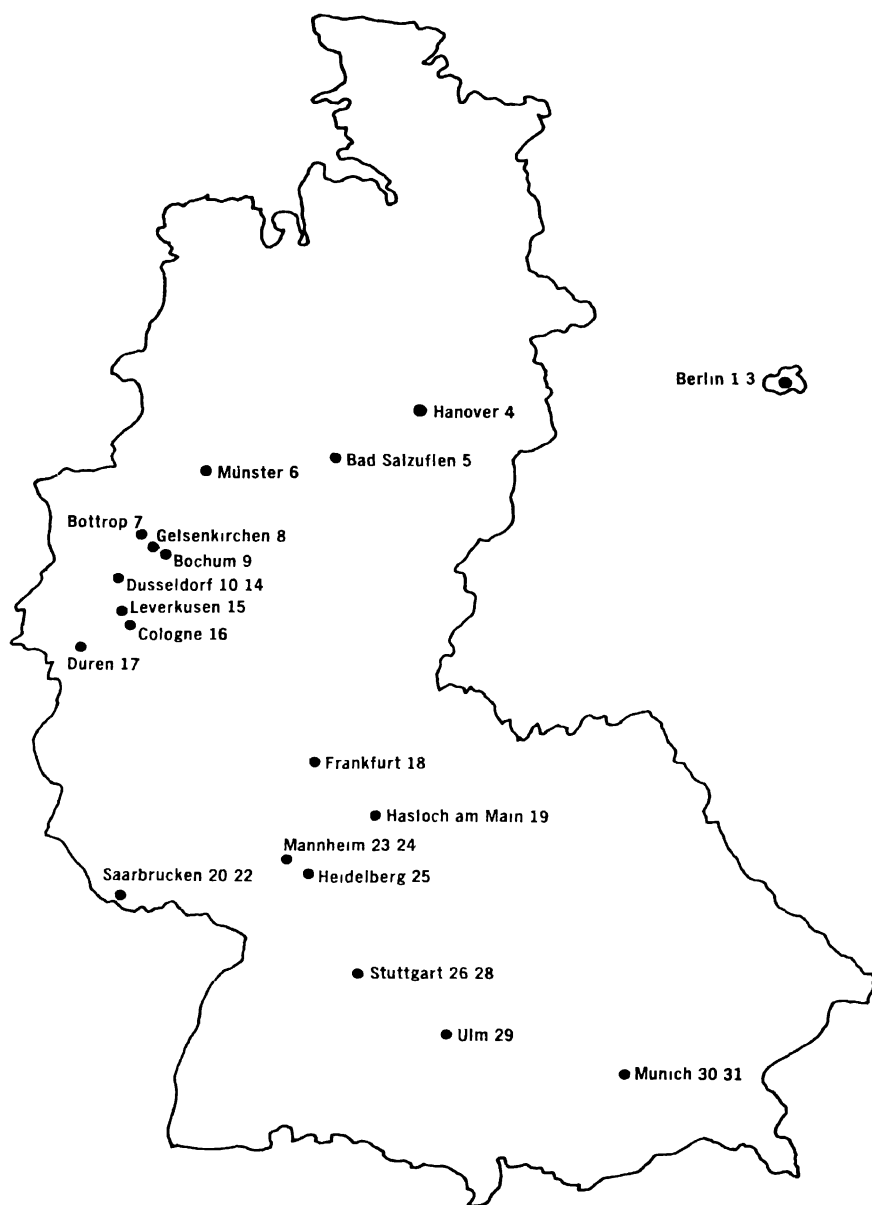 Berlin 1 3
Hanover 4
Bad Salzuflen 5
Münster 6
Bottrop 7
Gelsenkirchen 8
Bochum 9
Dusseldorf 10 14
Leverkusen 15
Cologne 16
Duren 17
Frankfurt 18
Hasloch am Main 19
Mannheim 23 24
Saarbrucken 20 22
Heidelberg 25
Stuttgart 26 28
Ulm 29
Munich 30 31